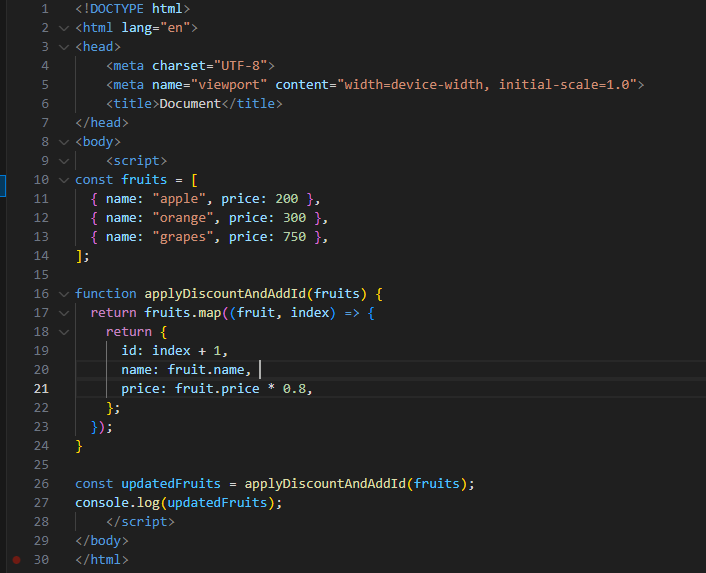 1 <!DOCTYPE html>
2 <html lang="en">
3 <head>
4     <meta charset="UTF-8">
5     <meta name="viewport" content="width=device-width, initial-scale=1.0">
6     <title>Document</title>
7 </head>
8 <body>
9     <script>
10 const fruits = [
11   { name: "apple", price: 200 },
12   { name: "orange", price: 300 },
13   { name: "grapes", price: 750 },
14 ];
15
16 function applyDiscountAndAddId(fruits) {
17   return fruits.map((fruit, index) => {
18     return {
19       id: index + 1,
20       name: fruit.name,
21       price: fruit.price * 0.8,
22     };
23   });
24 }
25
26 const updatedFruits = applyDiscountAndAddId(fruits);
27 console.log(updatedFruits);
28     </script>
29 </body>
30 </html>